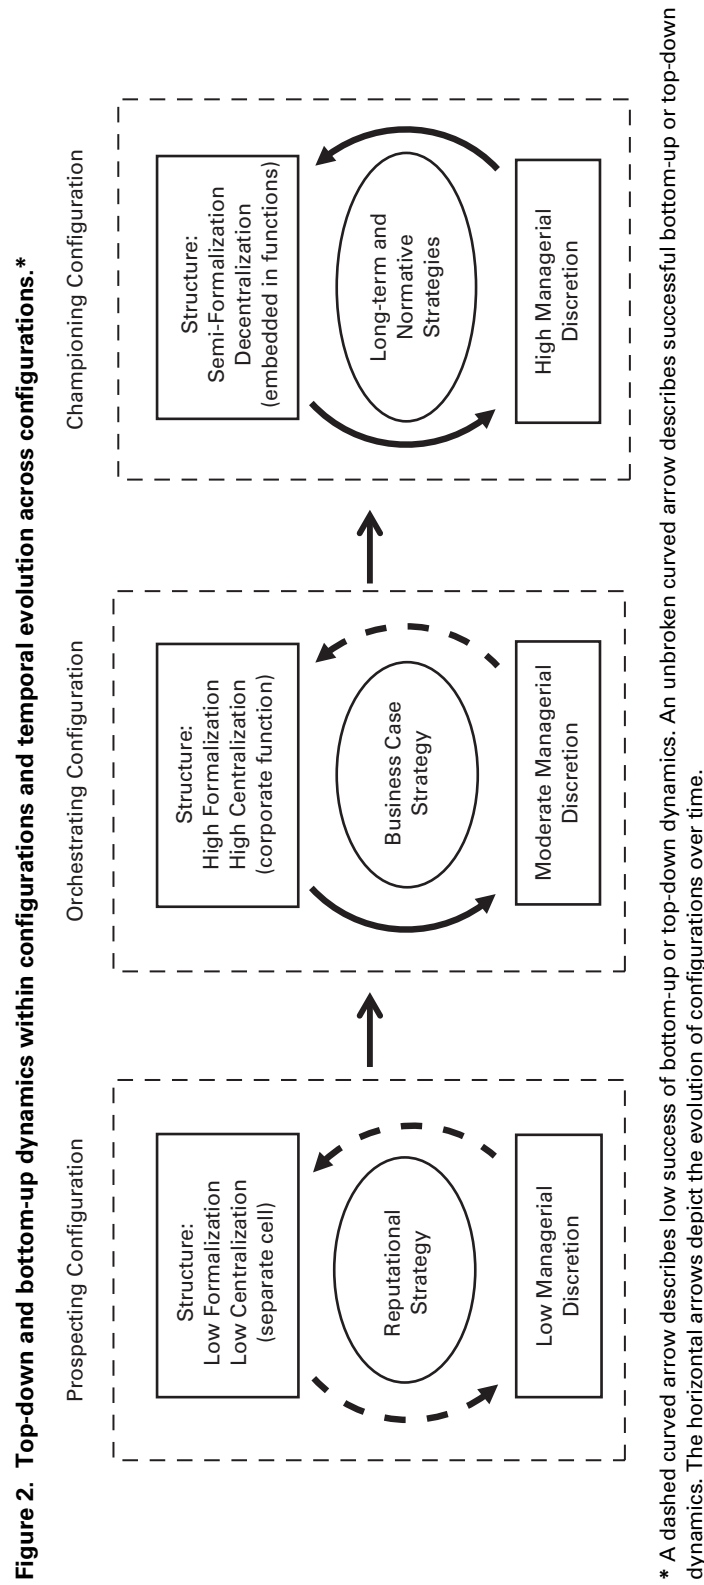 Figure 2. Top-down and bottom-up dynamics within configurations and temporal evolution across configurations.*
Prospecting Configuration
Structure:
Low Formalization
Low Centralization
(separate cell)
Reputational
Strategy
Low Managerial
Discretion
Orchestrating Configuration
Structure:
High Formalization
High Centralization
(corporate function)
Business Case
Strategy
Moderate Managerial
Discretion
Championing Configuration
Structure:
Semi-Formalization
Decentralization
(embedded in functions)
Long-term and
Normative
Strategies
High Managerial
Discretion
* A dashed curved arrow describes low success of bottom-up or top-down dynamics. An unbroken curved arrow describes successful bottom-up or top-down
dynamics. The horizontal arrows depict the evolution of configurations over time.